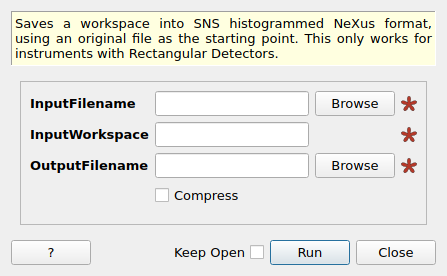 Saves a workspace into SNS histogrammed NeXus format,
using an original file as the starting point. This only works for
instruments with Rectangular Detectors.
InputFilename Browse *
InputWorkspace *
OutputFilename Browse *
Compress
? Keep Open Run Close